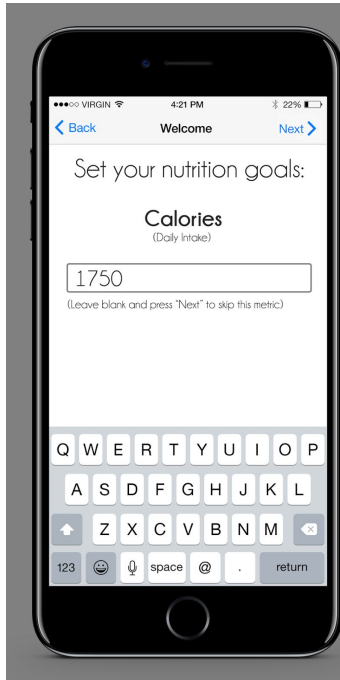 ●●●○○ VIRGIN 4:21 PM 22%
Back Welcome Next
Set your nutrition goals:
Calories
(Daily Intake)
1750
(Leave blank and press "Next" to skip this metric.)
Q W E R T Y U I O P
A S D F G H J K L
Z X C V B N M
123 space @ . return